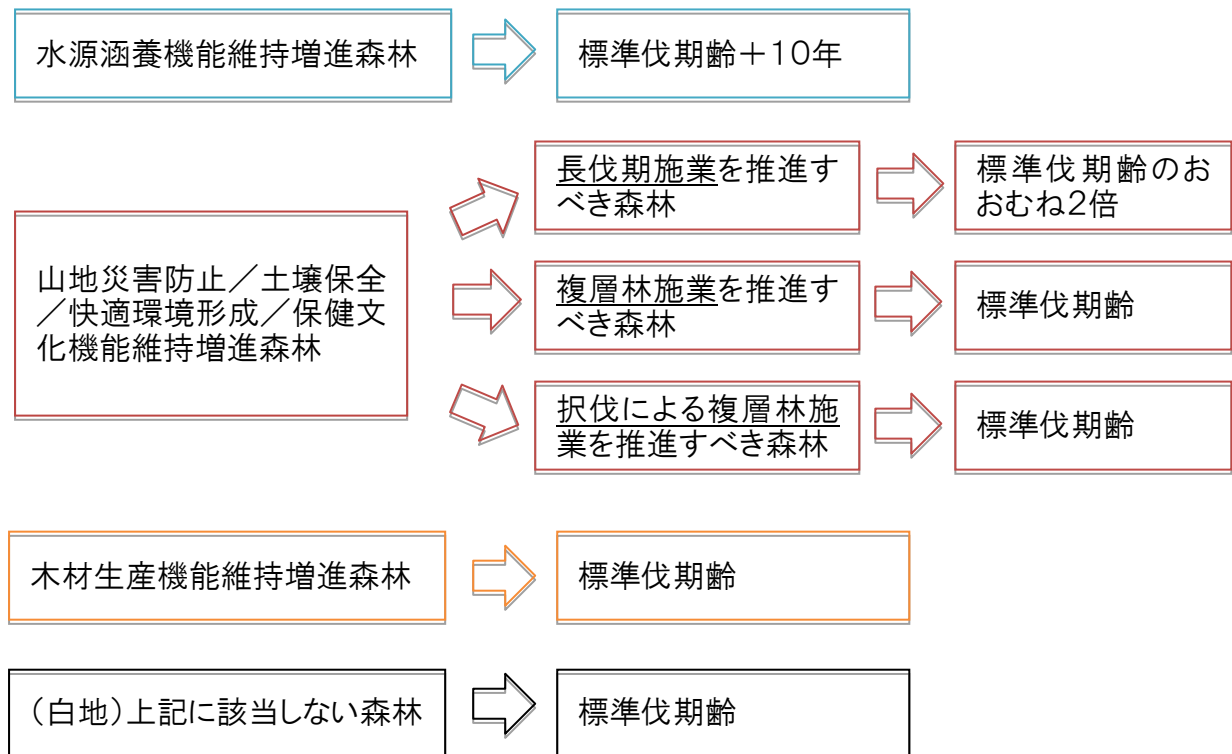 水源涵養機能維持増進森林
標準伐期齢＋10年
山地災害防止／土壌保全
／快適環境形成／保健文
化機能維持増進森林
長伐期施業を推進す
べき森林
標準伐期齢のお
おむね2倍
複層林施業を推進す
べき森林
標準伐期齢
択伐による複層林施
業を推進すべき森林
標準伐期齢
木材生産機能維持増進森林
標準伐期齢
（白地）上記に該当しない森林
標準伐期齢